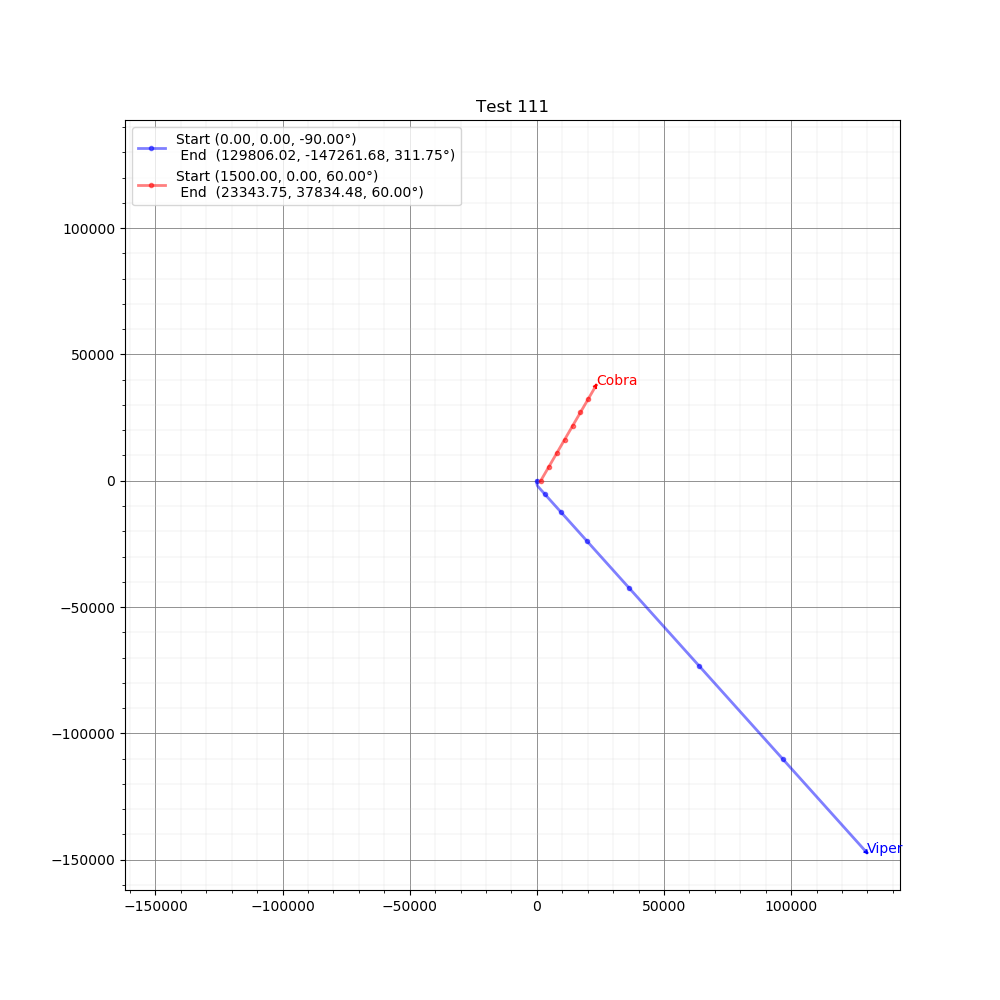 Test 111
Start (0.00, 0.00, -90.00°)
End  (129806.02, -147261.68, 311.75°)
Start (1500.00, 0.00, 60.00°)
End  (23343.75, 37834.48, 60.00°)
100000
50000
0
−50000
−100000
−150000
Cobra
Viper
−150000
−100000
−50000
0
50000
100000